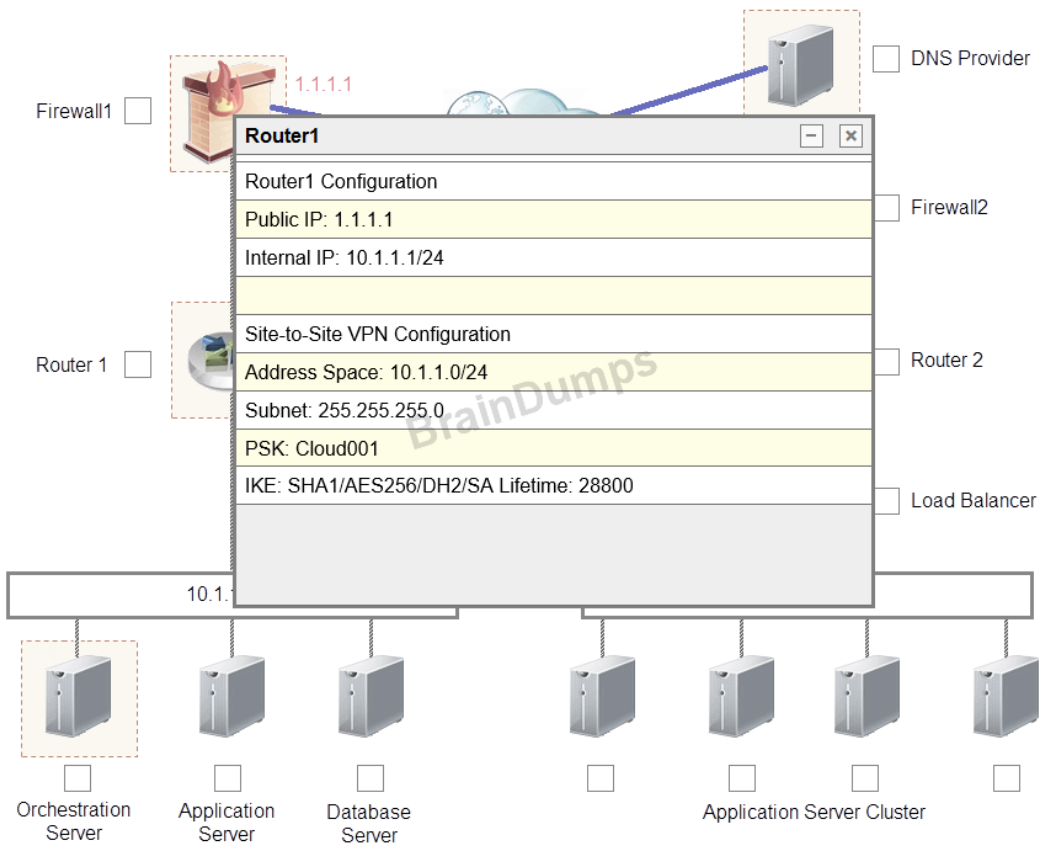 DNS Provider
1.1.1.1
Firewall1
Router1
Router1 Configuration
Public IP: 1.1.1.1
Internal IP: 10.1.1.1/24
Firewall2
Site-to-Site VPN Configuration
Router 1
Address Space: 10.1.1.0/24
Router 2
Subnet: 255.255.255.0
BrainDumps
PSK: Cloud001
IKE: SHA1/AES256/DH2/SA Lifetime: 28800
Load Balancer
10.1.
Orchestration
Server
Application
Server
Database
Server
Application Server Cluster